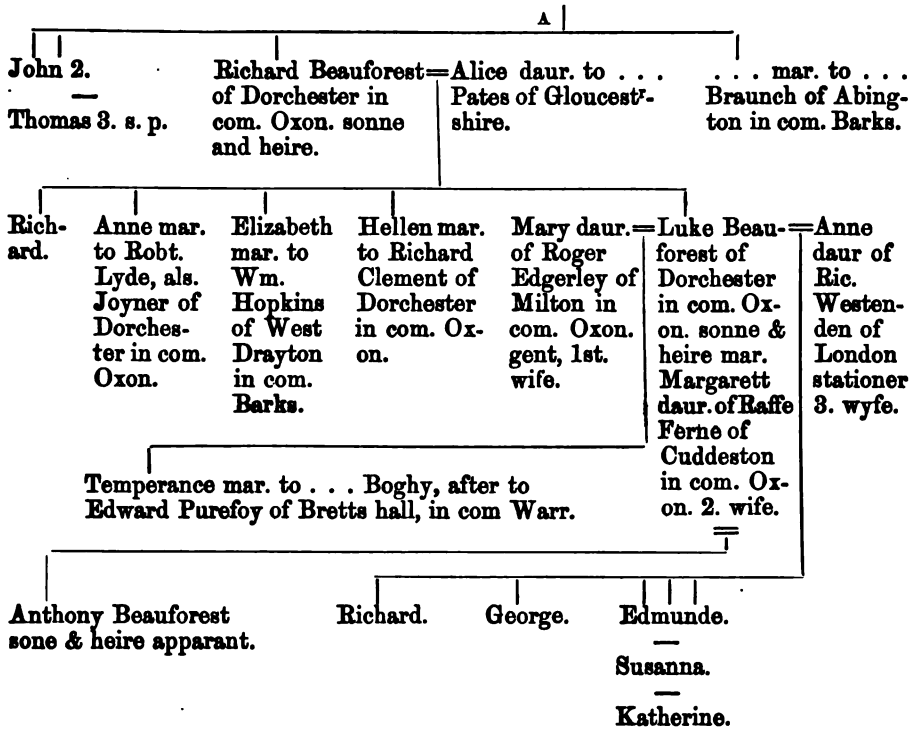 A
John 2.
Thomas 3. s. p.
Richard Beauforest=Alice daur. to . . .
of Dorchester in
com. Oxon. sonne
and heire.
Pates of Gloucestr-
shire.
. . . mar. to . . .
Braunch of Abing-
ton in com. Barks.
Rich-
ard.
Anne mar.
to Robt.
Lyde, als.
Joyner of
Dorches-
ter in com.
Oxon.
Elizabeth
mar. to
Wm.
Hopkins
of West
Drayton
in com.
Barks.
Hellen mar.
to Richard
Clement of
Dorchester
in com. Ox-
on.
Mary daur.=
of Roger
Edgerley of
Milton in
com. Oxon.
gent, 1st.
wife.
Luke Beau-=
forest of
Dorchester
in com. Ox-
on. sonne &
heire mar.
Margarett
daur. of Raffe
Ferne of
Cuddeston
in com. Ox-
on. 2. wife.
Anne
daur of
Ric.
Westen-
den of
London
stationer
3. wyfe.
Temperance mar. to . . . Boghy, after to
Edward Purefoy of Bretts hall, in com Warr.
Anthony Beauforest
sone & heire apparant.
Richard.
George.
Edmunde.
Susanna.
Katherine.